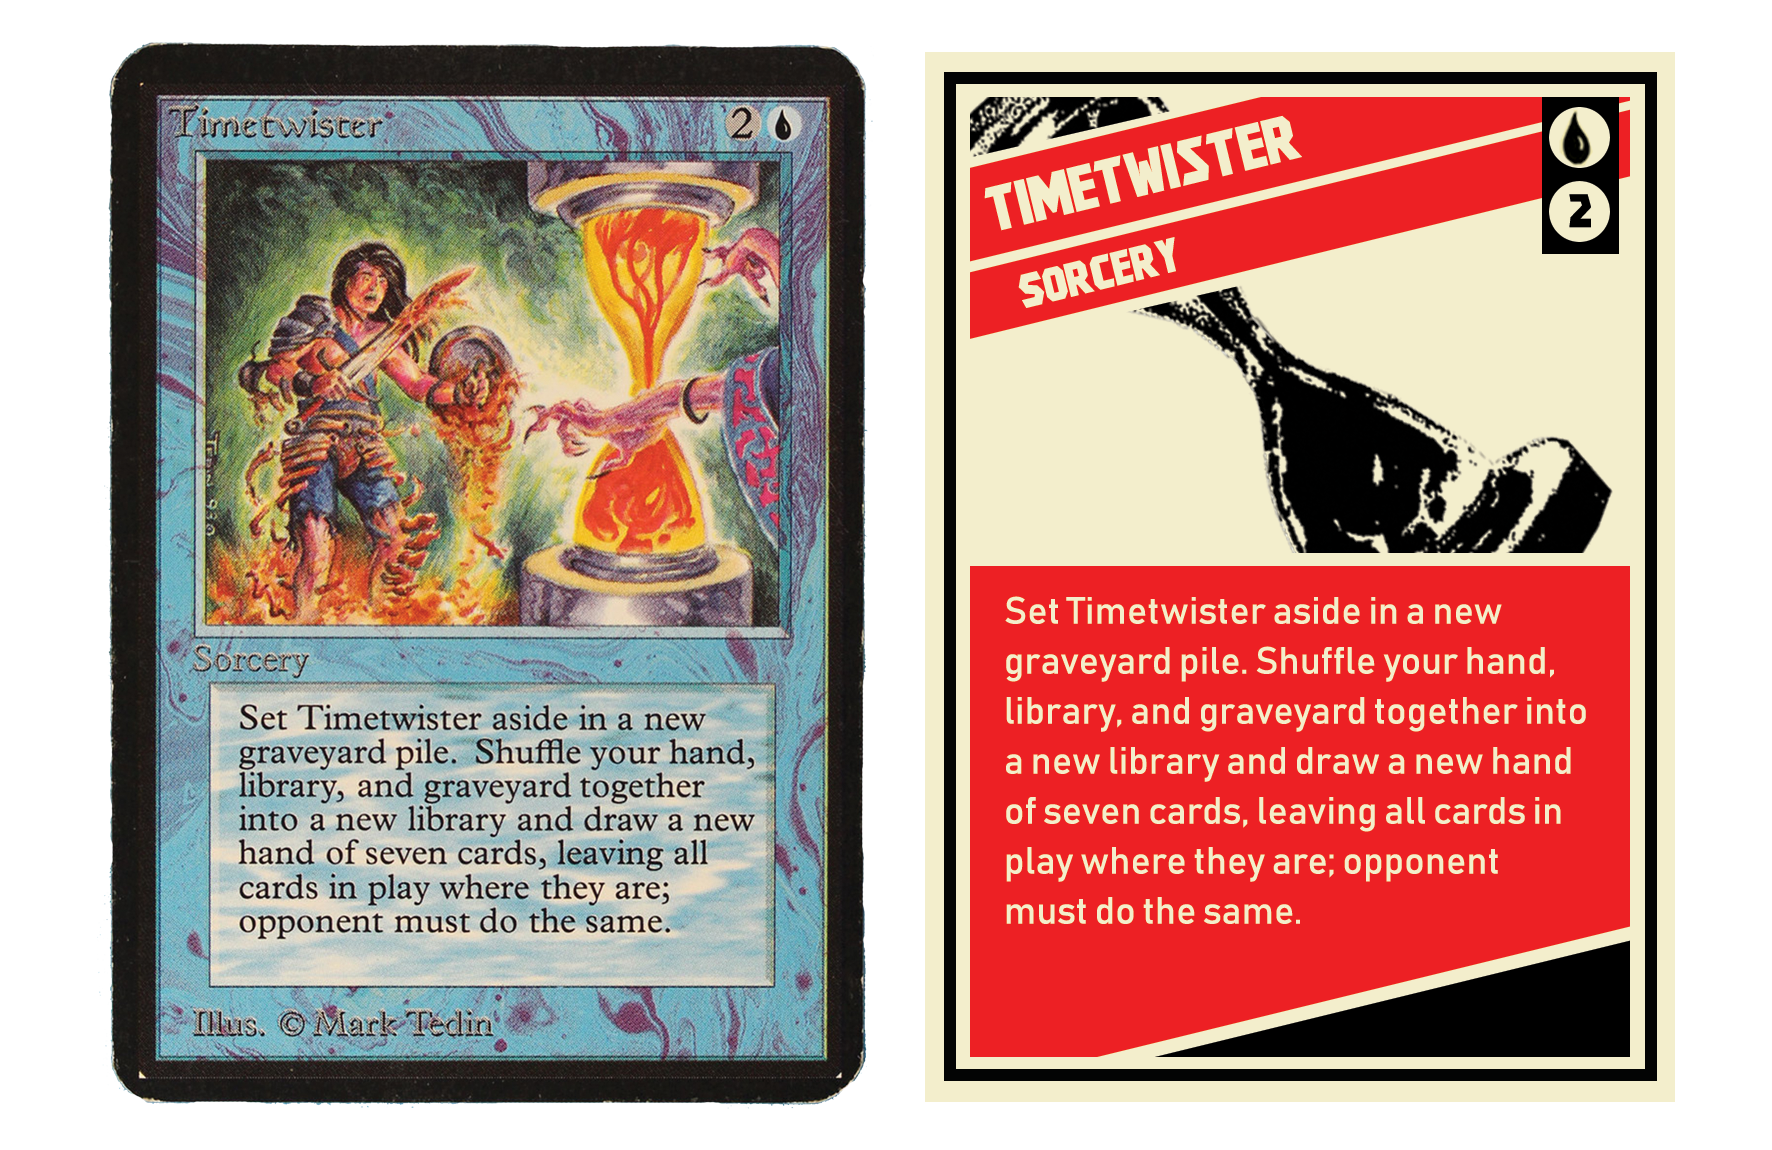 Timetwister 2
Sorcery
Set Timetwister aside in a new
graveyard pile. Shuffle your hand,
library, and graveyard together
into a new library and draw a new
hand of seven cards, leaving all
cards in play where they are;
opponent must do the same.
Illus. © Mark Tedin
TIMETWISTER
2
SORCERY
Set Timetwister aside in a new
graveyard pile. Shuffle your hand,
library, and graveyard together into
a new library and draw a new hand
of seven cards, leaving all cards in
play where they are; opponent
must do the same.